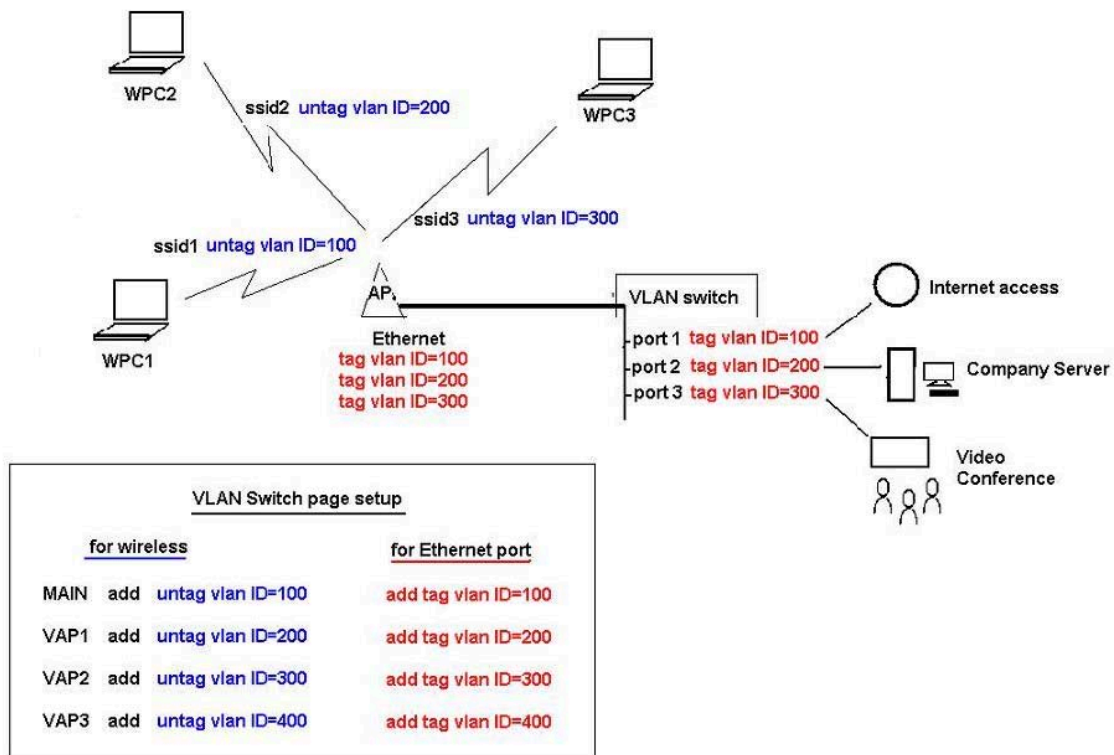 WPC2
ssid2 untag vlan ID=200
WPC3
ssid3 untag vlan ID=300
ssid1 untag vlan ID=100
WPC1
AP
Ethernet
tag vlan ID=100
tag vlan ID=200
tag vlan ID=300
VLAN switch
port 1 tag vlan ID=100
port 2 tag vlan ID=200
port 3 tag vlan ID=300
Internet access
Company Server
Video
Conference
VLAN Switch page setup
for wireless for Ethernet port
MAIN add untag vlan ID=100 add tag vlan ID=100
VAP1 add untag vlan ID=200 add tag vlan ID=200
VAP2 add untag vlan ID=300 add tag vlan ID=300
VAP3 add untag vlan ID=400 add tag vlan ID=400